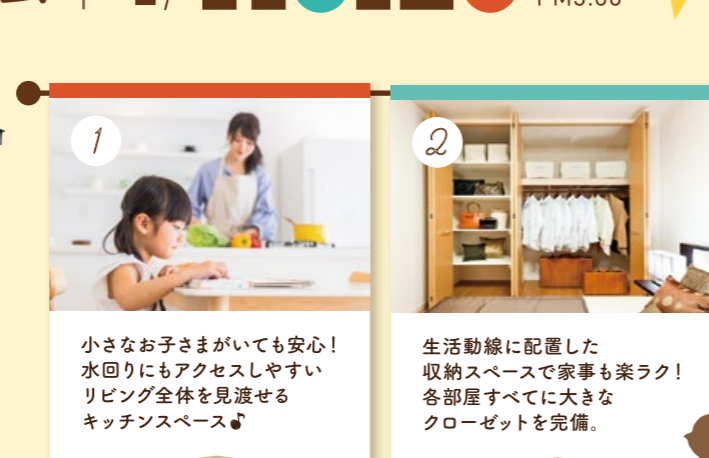 1
小さなお子さまがいても安心！
水回りにもアクセスしやすい
リビング全体を見渡せる
キッチンスペース♪
2
生活動線に配置した
収納スペースで家事も楽ラク！
各部屋すべてに大きな
クローゼットを完備。